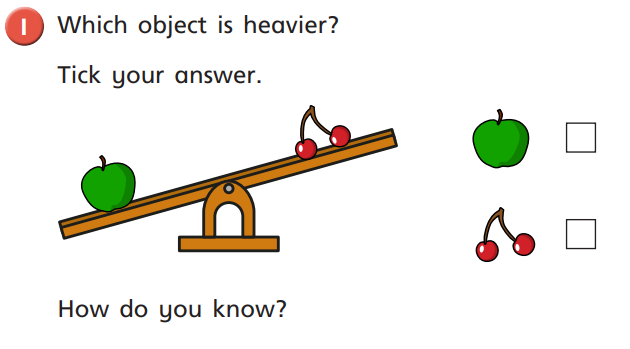 1 Which object is heavier?
Tick your answer.
How do you know?